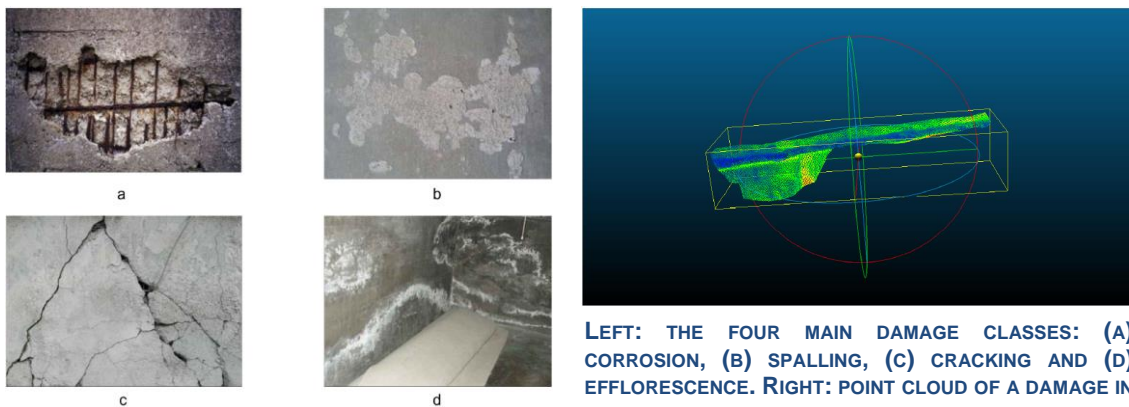 a
b
c
d
LEFT: THE FOUR MAIN DAMAGE CLASSES: (A)
CORROSION, (B) SPALLING, (C) CRACKING AND (D)
EFFLORESCENCE. RIGHT: POINT CLOUD OF A DAMAGE IN